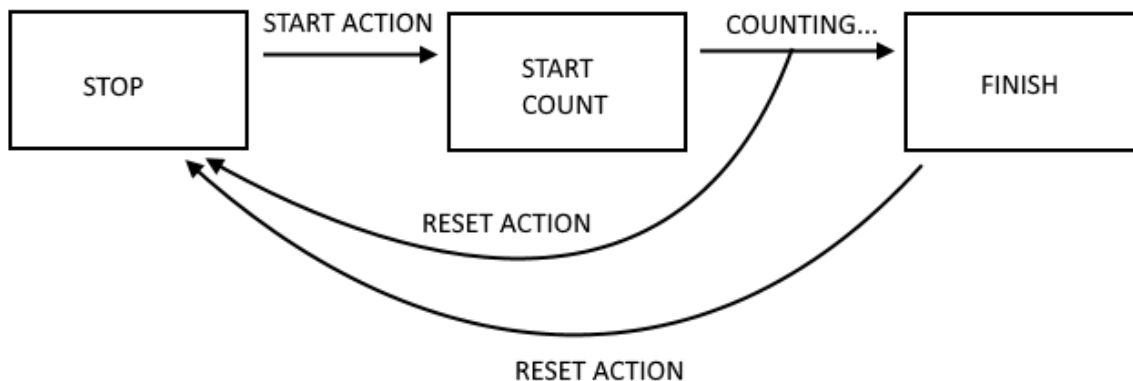 START ACTION
COUNTING...
STOP
START
COUNT
FINISH
RESET ACTION
RESET ACTION